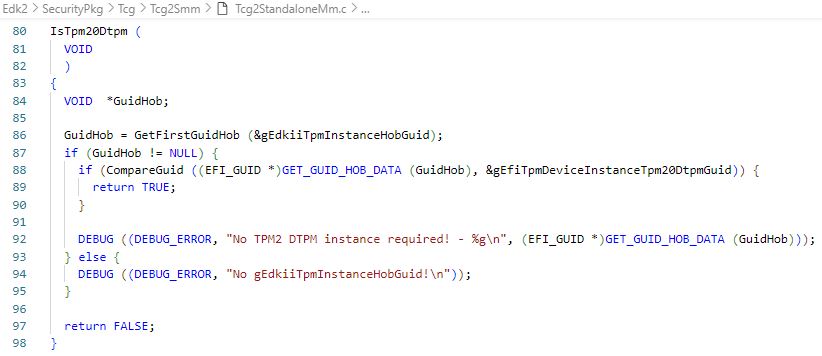 Edk2 > SecurityPkg > Tcg > Tcg2Smm > Tcg2StandaloneMm.c > ...
80 IsTpm20Dtpm (
81   VOID
82   )
83 {
84   VOID  *GuidHob;
85
86   GuidHob = GetFirstGuidHob (&gEdkiiTpmInstanceHobGuid);
87   if (GuidHob != NULL) {
88     if (CompareGuid ((EFI_GUID *)GET_GUID_HOB_DATA (GuidHob), &gEfiTpmDeviceInstanceTpm20DtpmGuid)) {
89       return TRUE;
90     }
91
92     DEBUG ((DEBUG_ERROR, "No TPM2 DTPM instance required! - %g\n", (EFI_GUID *)GET_GUID_HOB_DATA (GuidHob)));
93   } else {
94     DEBUG ((DEBUG_ERROR, "No gEdkiiTpmInstanceHobGuid!\n"));
95   }
96
97   return FALSE;
98 }